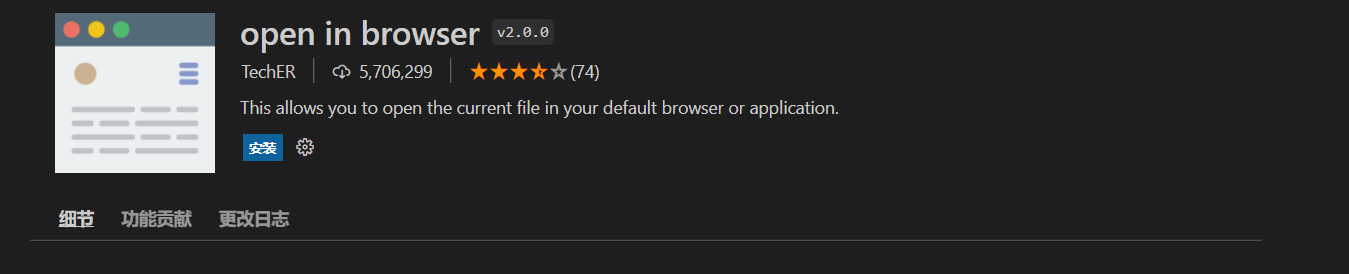 open in browser v2.0.0
TechER 5,706,299 (74)
This allows you to open the current file in your default browser or application.
安装
细节 功能贡献 更改日志